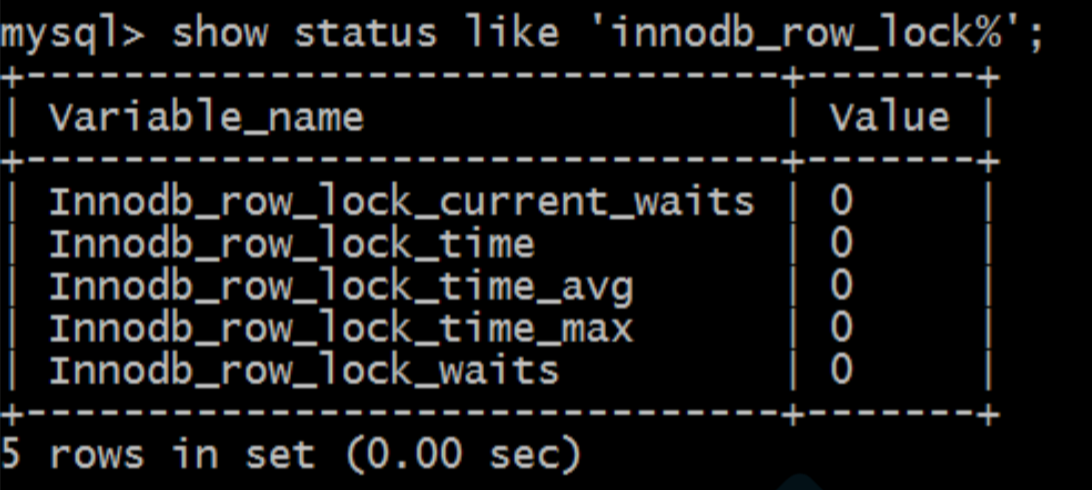 mysql> show status like 'innodb_row_lock%';
+-------------------------------+-------+
| Variable_name                 | Value |
+-------------------------------+-------+
| Innodb_row_lock_current_waits | 0     |
| Innodb_row_lock_time          | 0     |
| Innodb_row_lock_time_avg      | 0     |
| Innodb_row_lock_time_max      | 0     |
| Innodb_row_lock_waits         | 0     |
+-------------------------------+-------+
5 rows in set (0.00 sec)